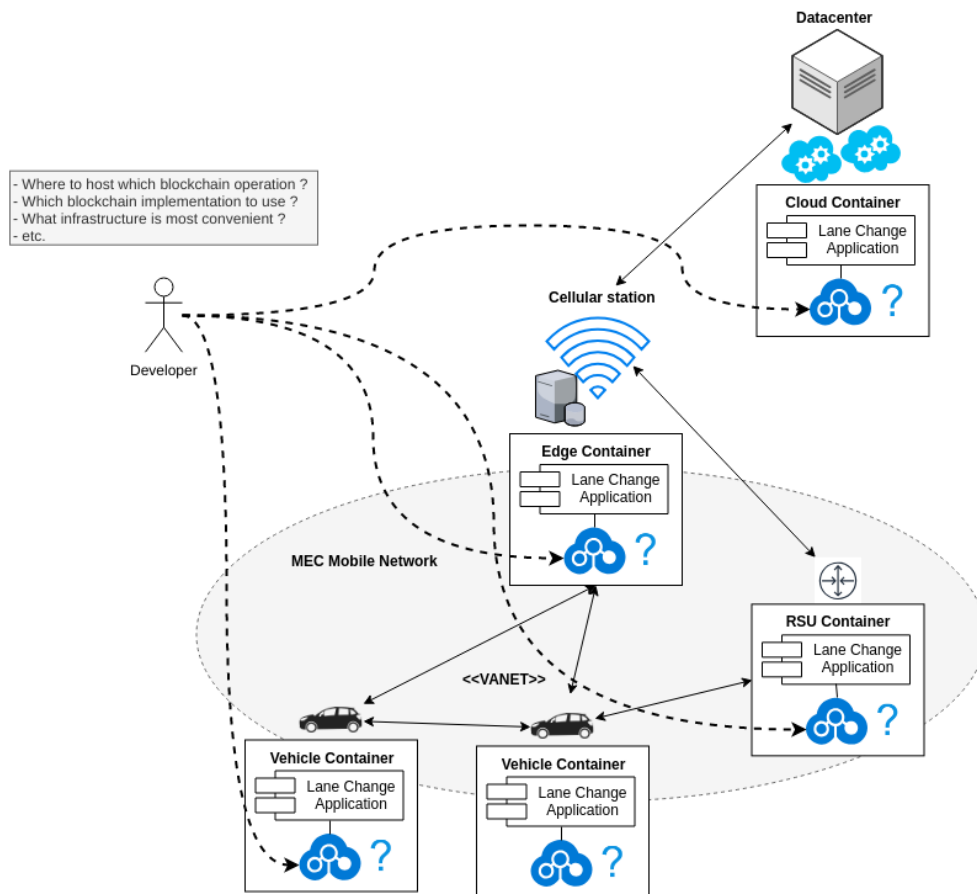 Datacenter
- Where to host which blockchain operation ?
- Which blockchain implementation to use ?
- What infrastructure is most convenient ?
- etc.
Cloud Container
Lane Change
Application
?
Cellular station
Developer
Edge Container
Lane Change
Application
?
MEC Mobile Network
RSU Container
Lane Change
Application
?
<<VANET>>
Vehicle Container
Lane Change
Application
?
Vehicle Container
Lane Change
Application
?